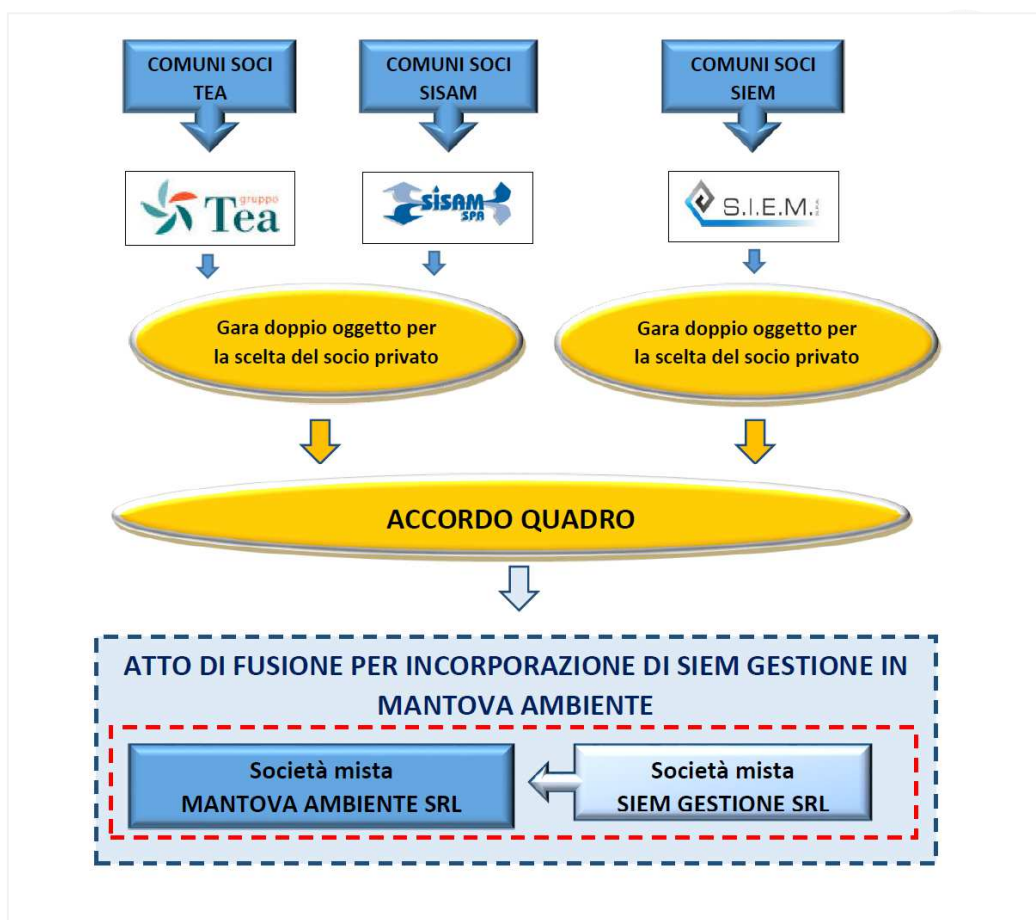 COMUNI SOCI
TEA
COMUNI SOCI
SISAM
COMUNI SOCI
SIEM
gruppo
Tea
SISAM
SPA
S.I.E.M.
Gara doppio oggetto per
la scelta del socio privato
Gara doppio oggetto per
la scelta del socio privato
ACCORDO QUADRO
ATTO DI FUSIONE PER INCORPORAZIONE DI SIEM GESTIONE IN
MANTOVA AMBIENTE
Società mista
MANTOVA AMBIENTE SRL
Società mista
SIEM GESTIONE SRL